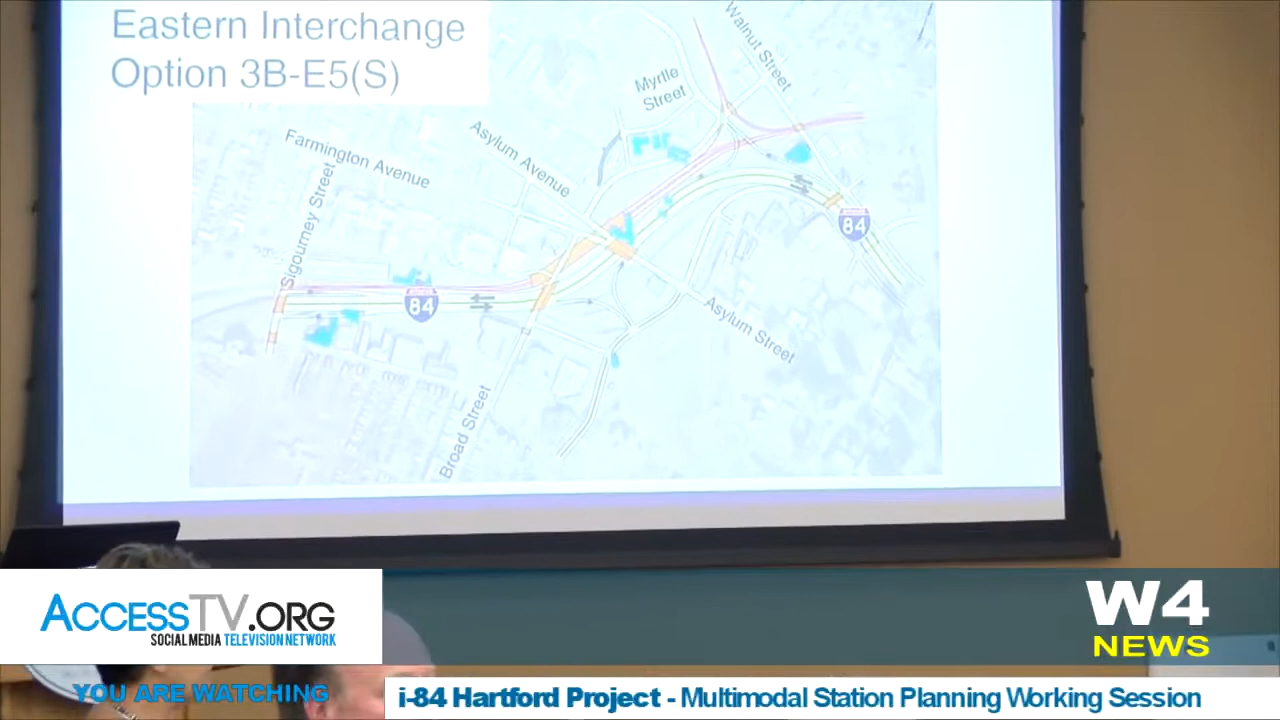 Eastern Interchange
Option 3B-E5(S)
Walnut Street
Myrtle
Street
Asylum Avenue
Farmington Avenue
Sigourney Street
84
84
Asylum Street
Broad Street
ACCESSTV.ORG
SOCIAL MEDIA TELEVISION NETWORK
W4
NEWS
YOU ARE WATCHING
i-84 Hartford Project - Multimodal Station Planning Working Session